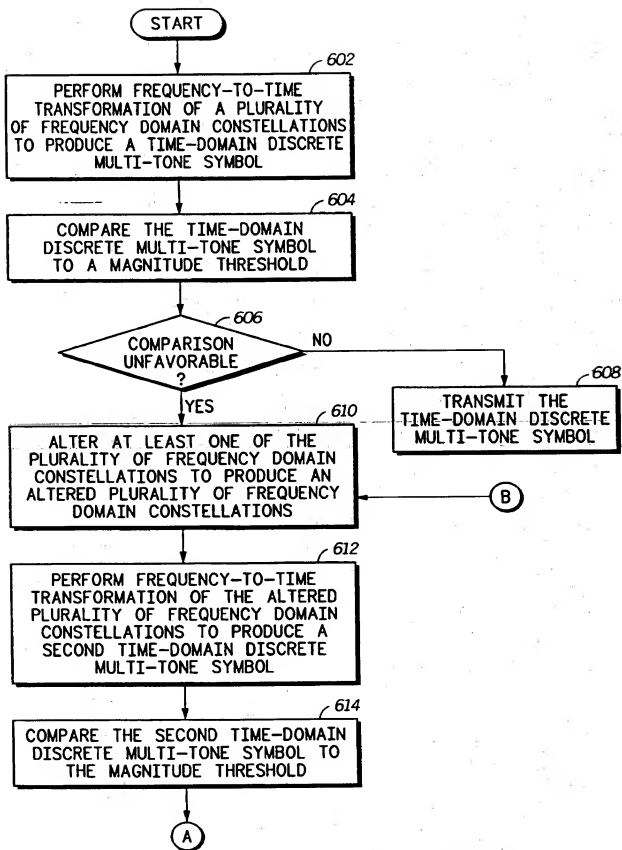 START
602
PERFORM FREQUENCY-TO-TIME
TRANSFORMATION OF A PLURALITY
OF FREQUENCY DOMAIN CONSTELLATIONS
TO PRODUCE A TIME-DOMAIN DISCRETE
MULTI-TONE SYMBOL
604
COMPARE THE TIME-DOMAIN
DISCRETE MULTI-TONE SYMBOL
TO A MAGNITUDE THRESHOLD
606
COMPARISON
UNFAVORABLE
?
NO
608
TRANSMIT THE
TIME-DOMAIN DISCRETE
MULTI-TONE SYMBOL
YES
610
ALTER AT LEAST ONE OF THE
PLURALITY OF FREQUENCY DOMAIN
CONSTELLATIONS TO PRODUCE AN
ALTERED PLURALITY OF FREQUENCY
DOMAIN CONSTELLATIONS
B
612
PERFORM FREQUENCY-TO-TIME
TRANSFORMATION OF THE ALTERED
PLURALITY OF FREQUENCY DOMAIN
CONSTELLATIONS TO PRODUCE A
SECOND TIME-DOMAIN DISCRETE
MULTI-TONE SYMBOL
614
COMPARE THE SECOND TIME-DOMAIN
DISCRETE MULTI-TONE SYMBOL TO
THE MAGNITUDE THRESHOLD
A